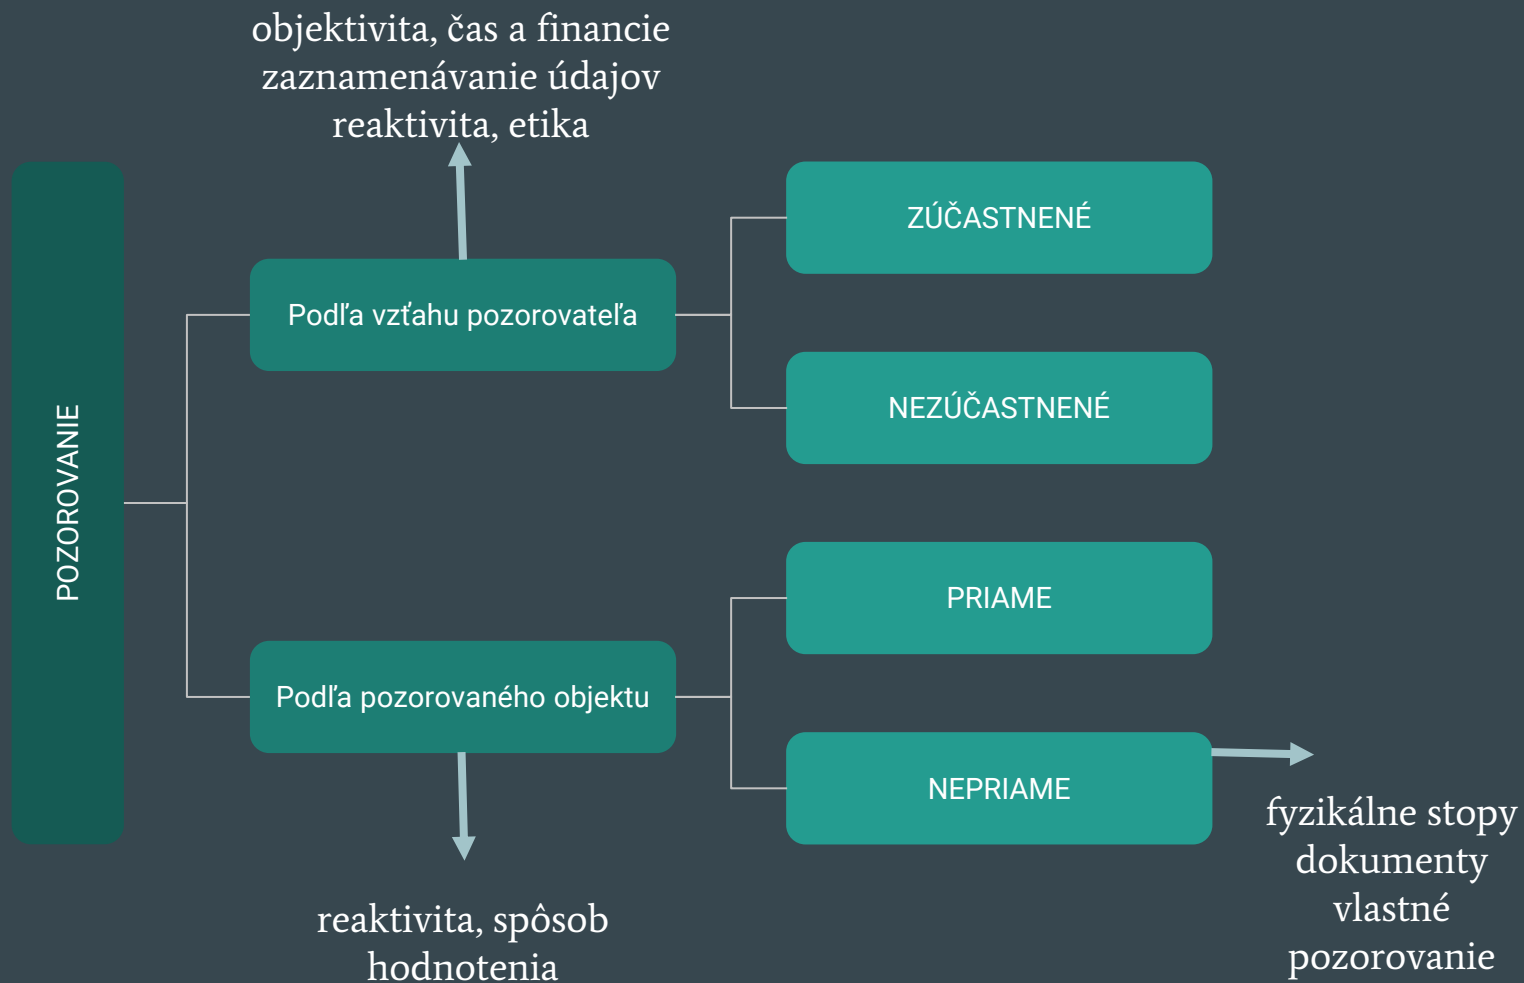 objektivita, čas a financie
zaznamenávanie údajov
reaktivita, etika
POZOROVANIE
Podľa vzťahu pozorovateľa
ZÚČASTNENÉ
NEZÚČASTNENÉ
Podľa pozorovaného objektu
PRIAME
NEPRIAME
reaktivita, spôsob
hodnotenia
fyzikálne stopy
dokumenty
vlastné
pozorovanie